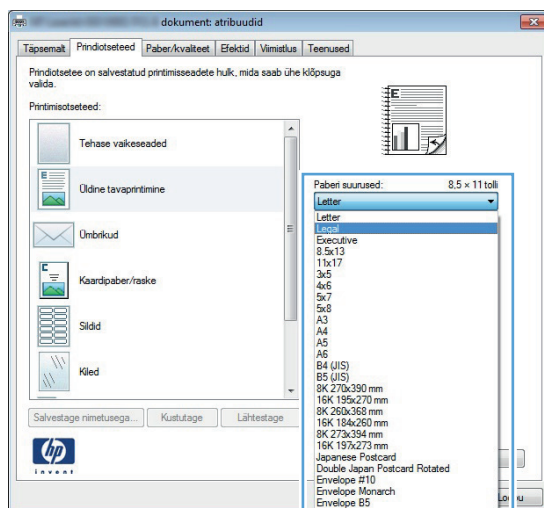 dokument: atribuudid
Täpsemalt Prindiotseteed Paber/kvaliteet Efektid Viimistlus Teenused
Prindiotsetee on salvestatud printimisseadete hulk, mida saab ühe klõpsuga
valida.
Printimisotseteed:
Tehase vaikeseaded
Üldine tavaprintimine
Ümbrikud
Kaardipaber/raske
Sildid
Kiled
Salvestage nimetusega... Kustutage Lähtestage
hp
invent
E
Paberi suurused: 8,5 × 11 tolli
Letter
Letter
Legal
Executive
8.5x13
11x17
3x5
4x6
5x7
5x8
A3
A4
A5
A6
B4 (JIS)
B5 (JIS)
8K 270x390 mm
16K 195x270 mm
8K 260x368 mm
16K 184x260 mm
8K 273x394 mm
16K 197x273 mm
Japanese Postcard
Double Japan Postcard Rotated
Envelope #10
Envelope Monarch
Envelope B5